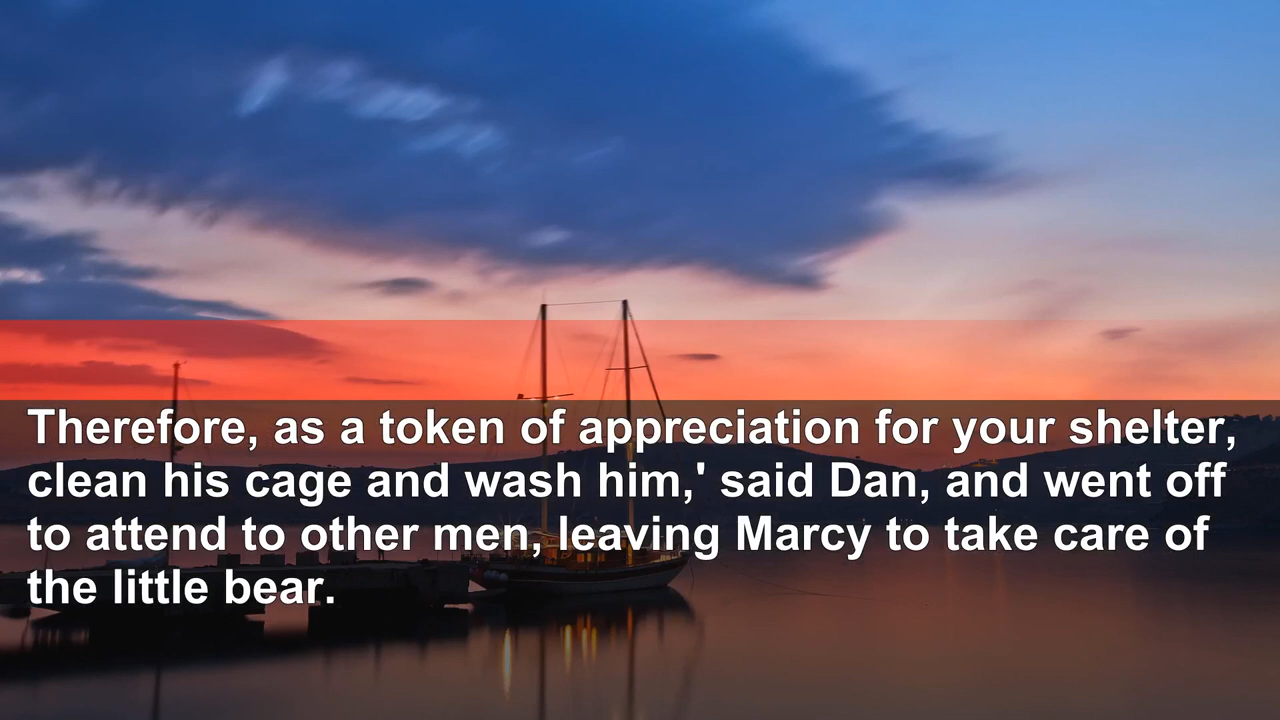 Therefore, as a token of appreciation for your shelter,
clean his cage and wash him,' said Dan, and went off
to attend to other men, leaving Marcy to take care of
the little bear.